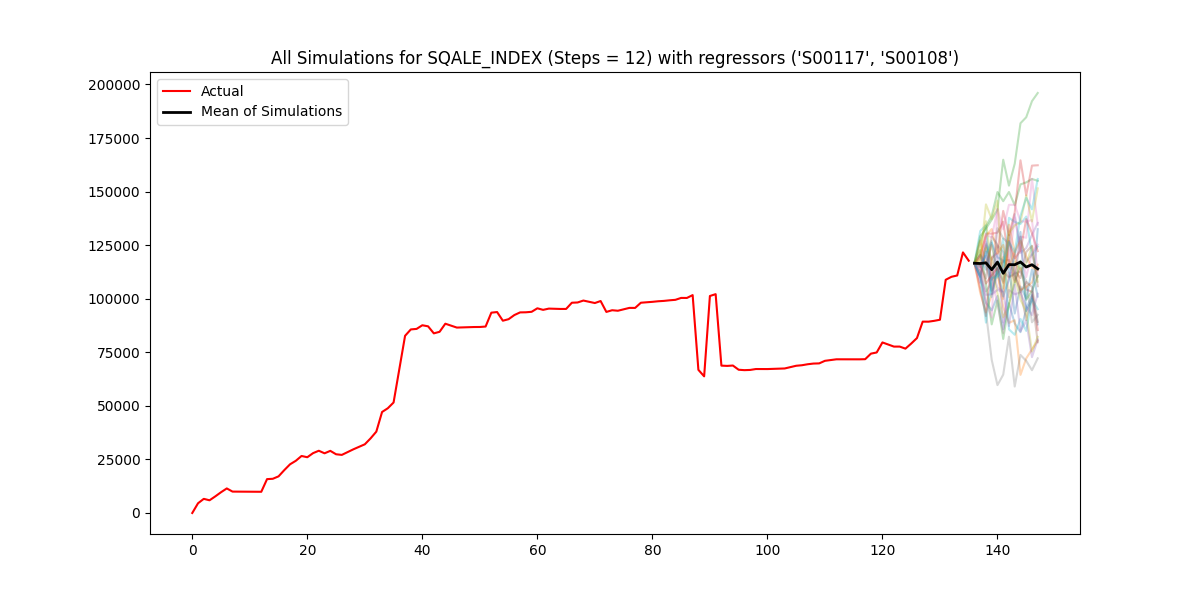 All Simulations for SQALE_INDEX (Steps = 12) with regressors ('S00117', 'S00108')
Actual
Mean of Simulations
200000
175000
150000
125000
100000
75000
50000
25000
0
0 20 40 60 80 100 120 140